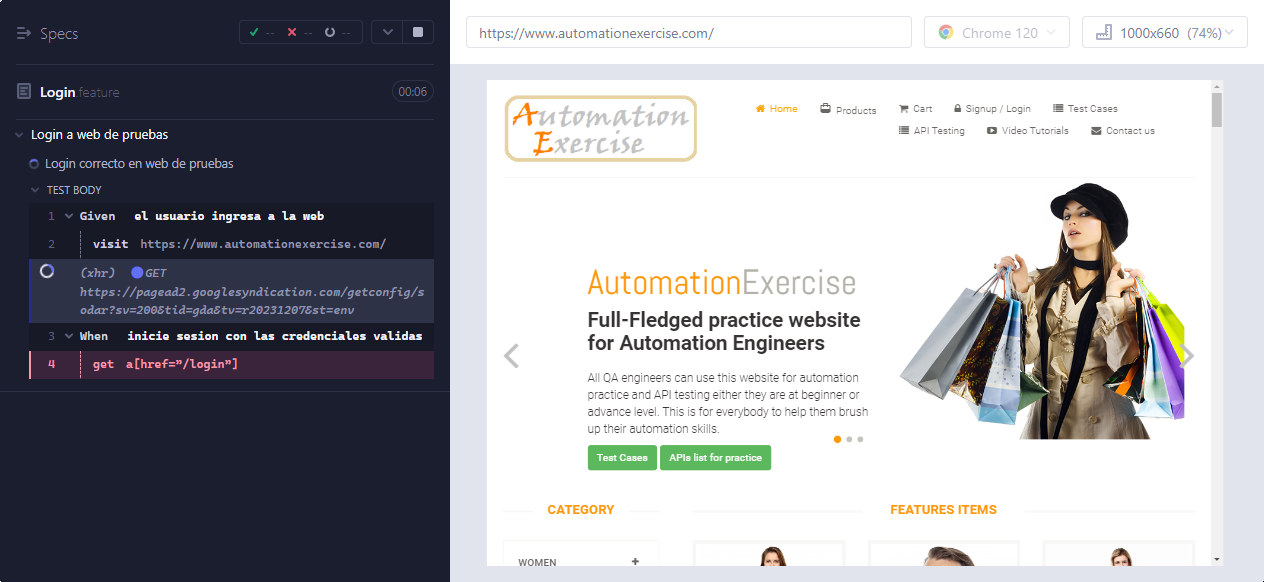 Specs
-- -- --
Login.feature
00:06
Login a web de pruebas
Login correcto en web de pruebas
TEST BODY
1 Given el usuario ingresa a la web
2 visit https://www.automationexercise.com/
(xhr) GET
https://pagead2.googlesyndication.com/getconfig/s
odar?sv=200&tid=gda&tv=r20231207&st=env
3 When inicie sesion con las credenciales validas
4 get a[href="/login"]
https://www.automationexercise.com/
Chrome 120
1000x660 (74%)
Automation
Exercise
Home Products Cart Signup / Login Test Cases
API Testing Video Tutorials Contact us
AutomationExercise
Full-Fledged practice website
for Automation Engineers
All QA engineers can use this website for automation
practice and API testing either they are at beginner or
advance level. This is for everybody to help them brush
up their automation skills.
Test Cases APIs list for practice
CATEGORY
FEATURES ITEMS
WOMEN +